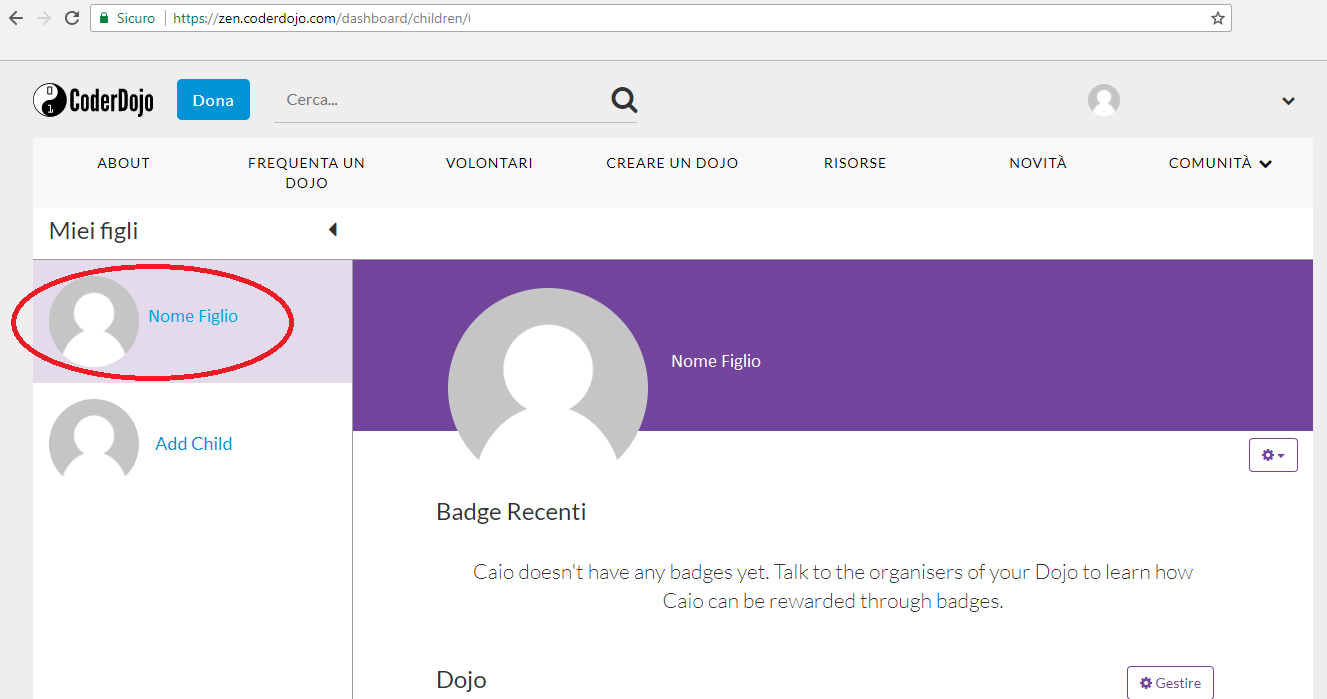 Sicuro https://zen.coderdojo.com/dashboard/children/
CoderDojo Dona Cerca...
ABOUT
FREQUENTA UN
DOJO
VOLONTARI
CREARE UN DOJO
RISORSE
NOVITÀ
COMUNITÀ
Miei figli
Nome Figlio
Add Child
Nome Figlio
Badge Recenti
Caio doesn't have any badges yet. Talk to the organisers of your Dojo to learn how
Caio can be rewarded through badges.
Dojo
Gestire